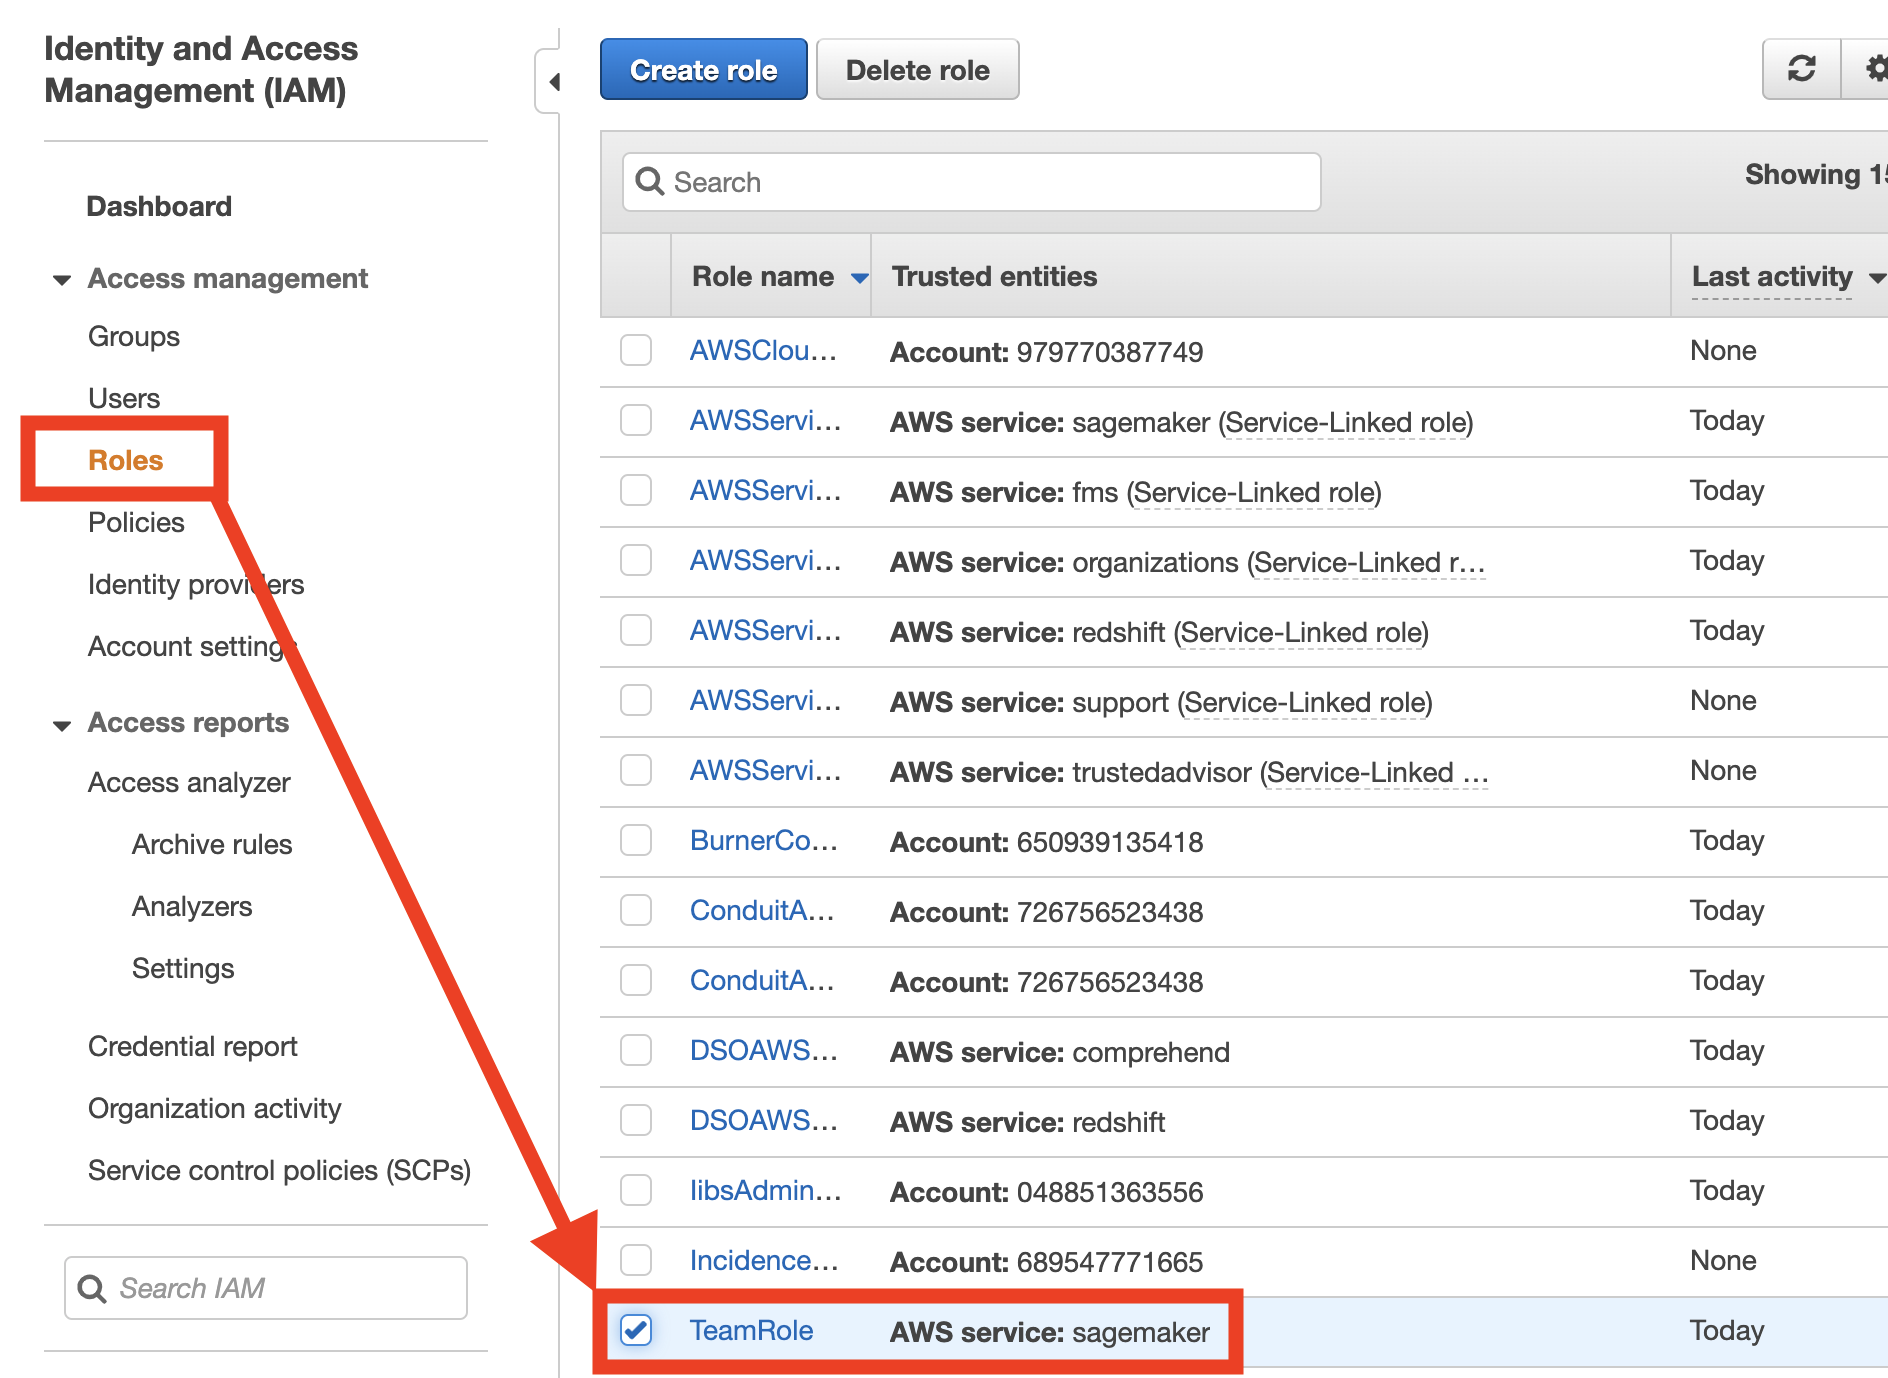 Identity and Access
Management (IAM)
Dashboard
Access management
Groups
Users
Roles
Policies
Identity providers
Account settings
Access reports
Access analyzer
Archive rules
Analyzers
Settings
Credential report
Organization activity
Service control policies (SCPs)
Search IAM
Create role
Delete role
Search
Showing 15
Role name Trusted entities Last activity
AWSClou... Account: 979770387749 None
AWSServi... AWS service: sagemaker (Service-Linked role) Today
AWSServi... AWS service: fms (Service-Linked role) Today
AWSServi... AWS service: organizations (Service-Linked r... Today
AWSServi... AWS service: redshift (Service-Linked role) Today
AWSServi... AWS service: support (Service-Linked role) None
AWSServi... AWS service: trustedadvisor (Service-Linked ... None
BurnerCo... Account: 650939135418 Today
ConduitA... Account: 726756523438 Today
ConduitA... Account: 726756523438 Today
DSOAWS... AWS service: comprehend Today
DSOAWS... AWS service: redshift Today
IibsAdmin... Account: 048851363556 Today
Incidence... Account: 689547771665 None
TeamRole AWS service: sagemaker Today